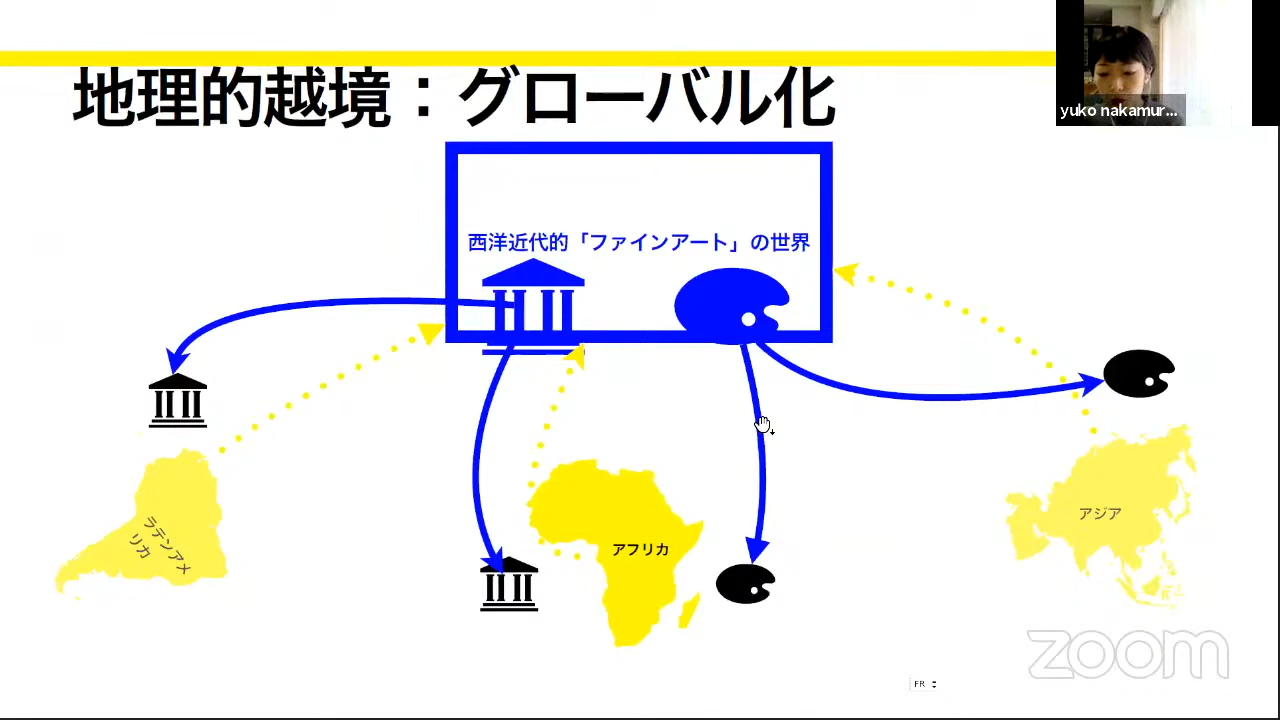 地理的越境：グローバル化
yuko nakamur...
西洋近代的「ファインアート」の世界
ラテンアメ
リカ
アフリカ
アジア
zoom
FR